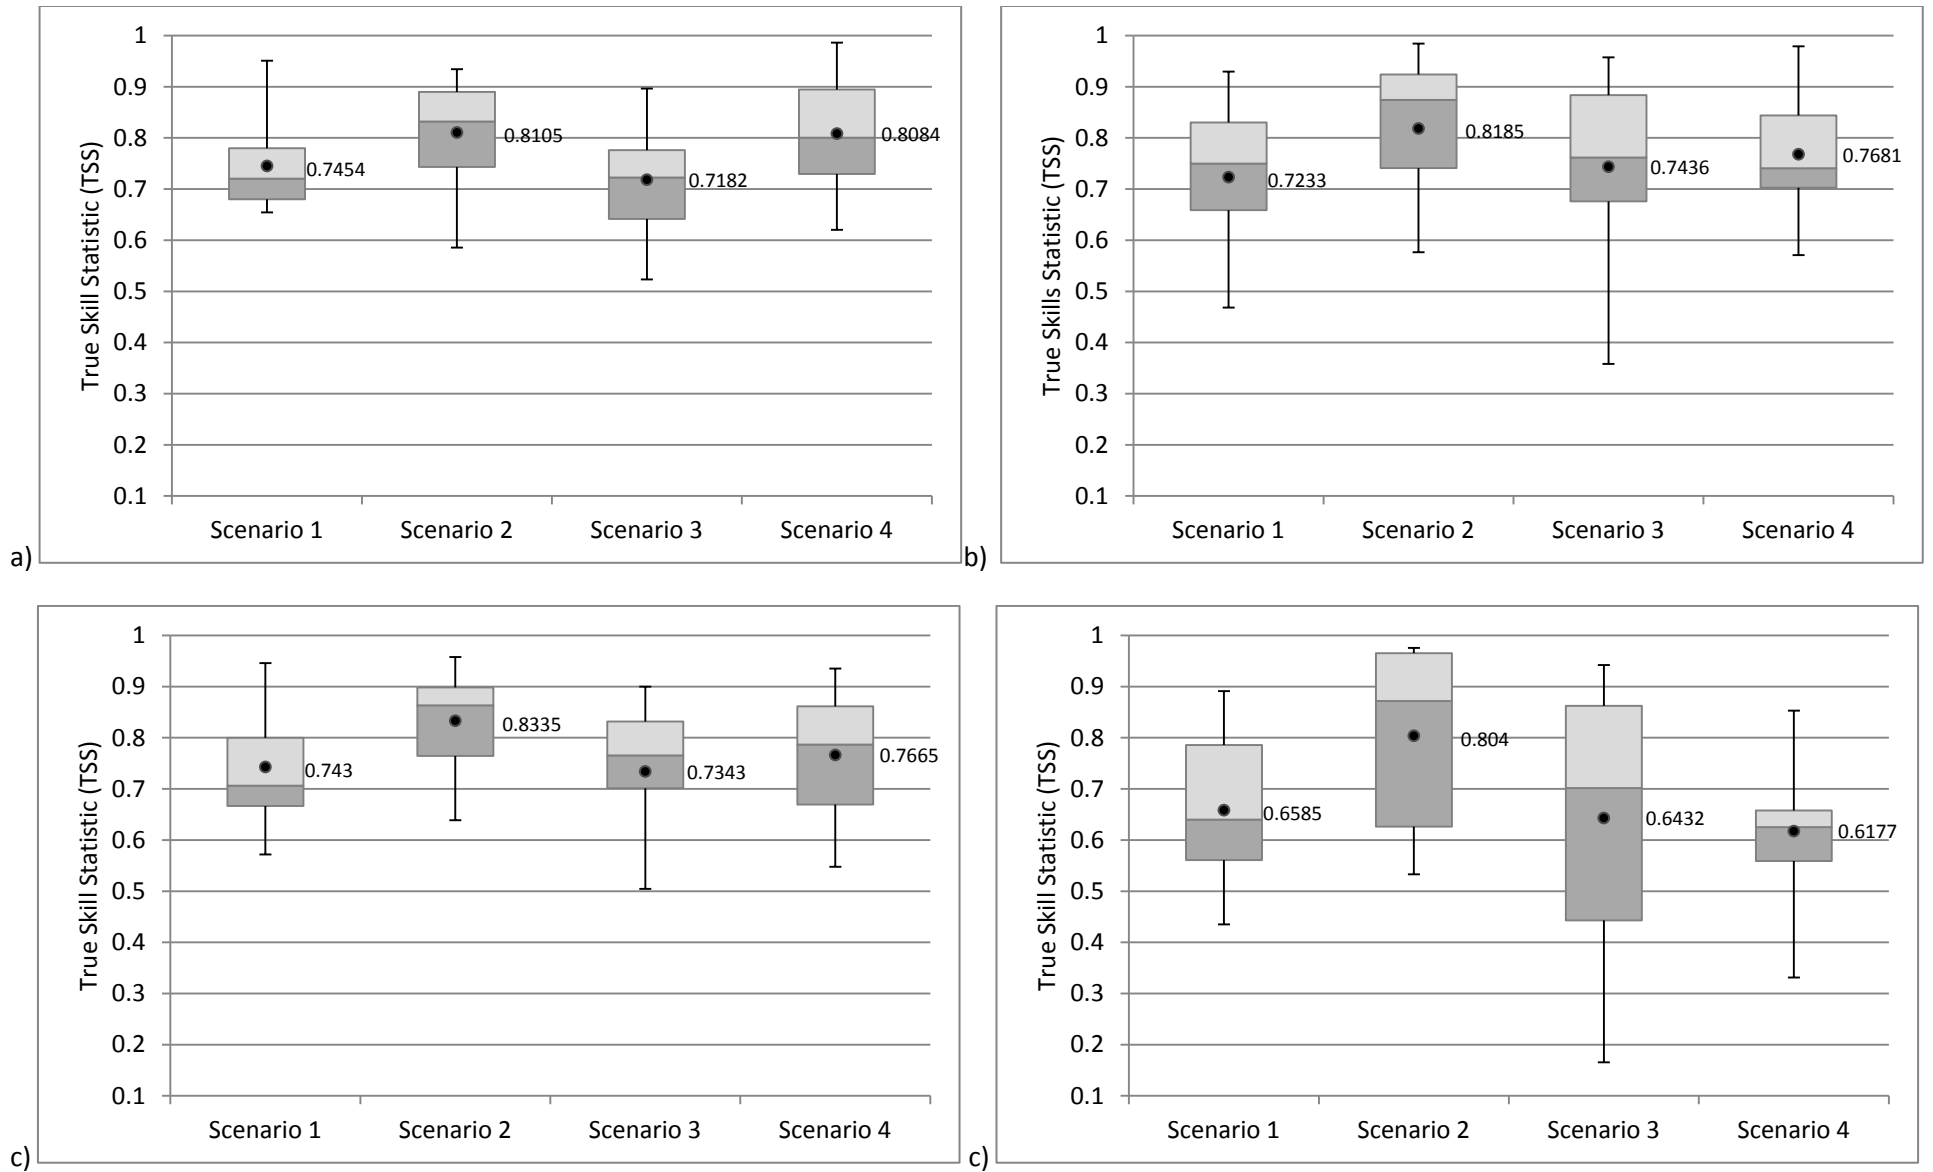 1
0.9
0.8
0.7
0.6
0.5
0.4
0.3
0.2
0.1
True Skill Statistic (TSS)
0.7454
0.8105
0.7182
0.8084
Scenario 1
Scenario 2
Scenario 3
Scenario 4
a)
1
0.9
0.8
0.7
0.6
0.5
0.4
0.3
0.2
0.1
True Skills Statistic (TSS)
0.7233
0.8185
0.7436
0.7681
Scenario 1
Scenario 2
Scenario 3
Scenario 4
b)
1
0.9
0.8
0.7
0.6
0.5
0.4
0.3
0.2
0.1
True Skill Statistic (TSS)
0.743
0.8335
0.7343
0.7665
Scenario 1
Scenario 2
Scenario 3
Scenario 4
c)
1
0.9
0.8
0.7
0.6
0.5
0.4
0.3
0.2
0.1
True Skill Statistic (TSS)
0.6585
0.804
0.6432
0.6177
Scenario 1
Scenario 2
Scenario 3
Scenario 4
c)